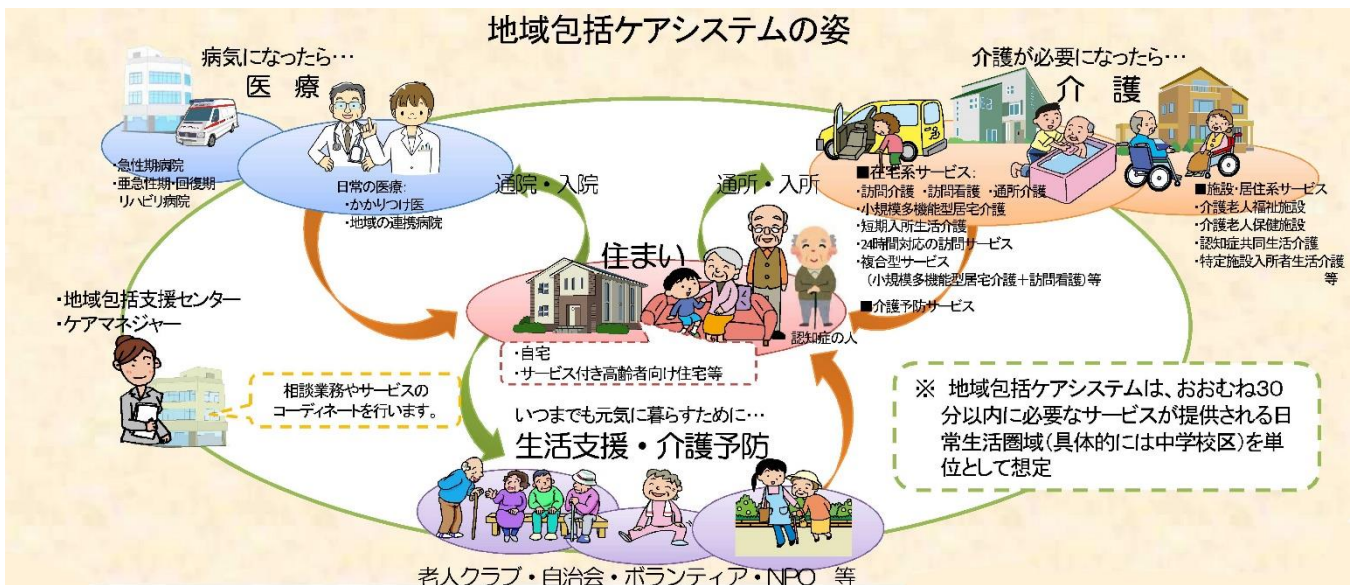 地域包括ケアシステムの姿
病気になったら…
医 療
・急性期病院
・亜急性期・回復期
リハビリ病院
日常の医療:
・かかりつけ医
・地域の連携病院
通院・入院
通所・入所
介護が必要になったら…
介 護
■在宅系サービス:
・訪問介護 ・訪問看護 ・通所介護
・小規模多機能型居宅介護
・短期入所生活介護
・24時間対応の訪問サービス
・複合型サービス
(小規模多機能型居宅介護+訪問看護)等
■介護予防サービス
■施設・居住系サービス
・介護老人福祉施設
・介護老人保健施設
・認知症共同生活介護
・特定施設入所者生活介護
等
住まい
認知症の人
・自宅
・サービス付き高齢者向け住宅等
・地域包括支援センター
・ケアマネジャー
相談業務やサービスの
コーディネートを行います。
いつまでも元気に暮らすために…
生活支援・介護予防
老人クラブ・自治会・ボランティア・NPO 等
※ 地域包括ケアシステムは、おおむね30
分以内に必要なサービスが提供される日
常生活圏域(具体的には中学校区)を単
位として想定